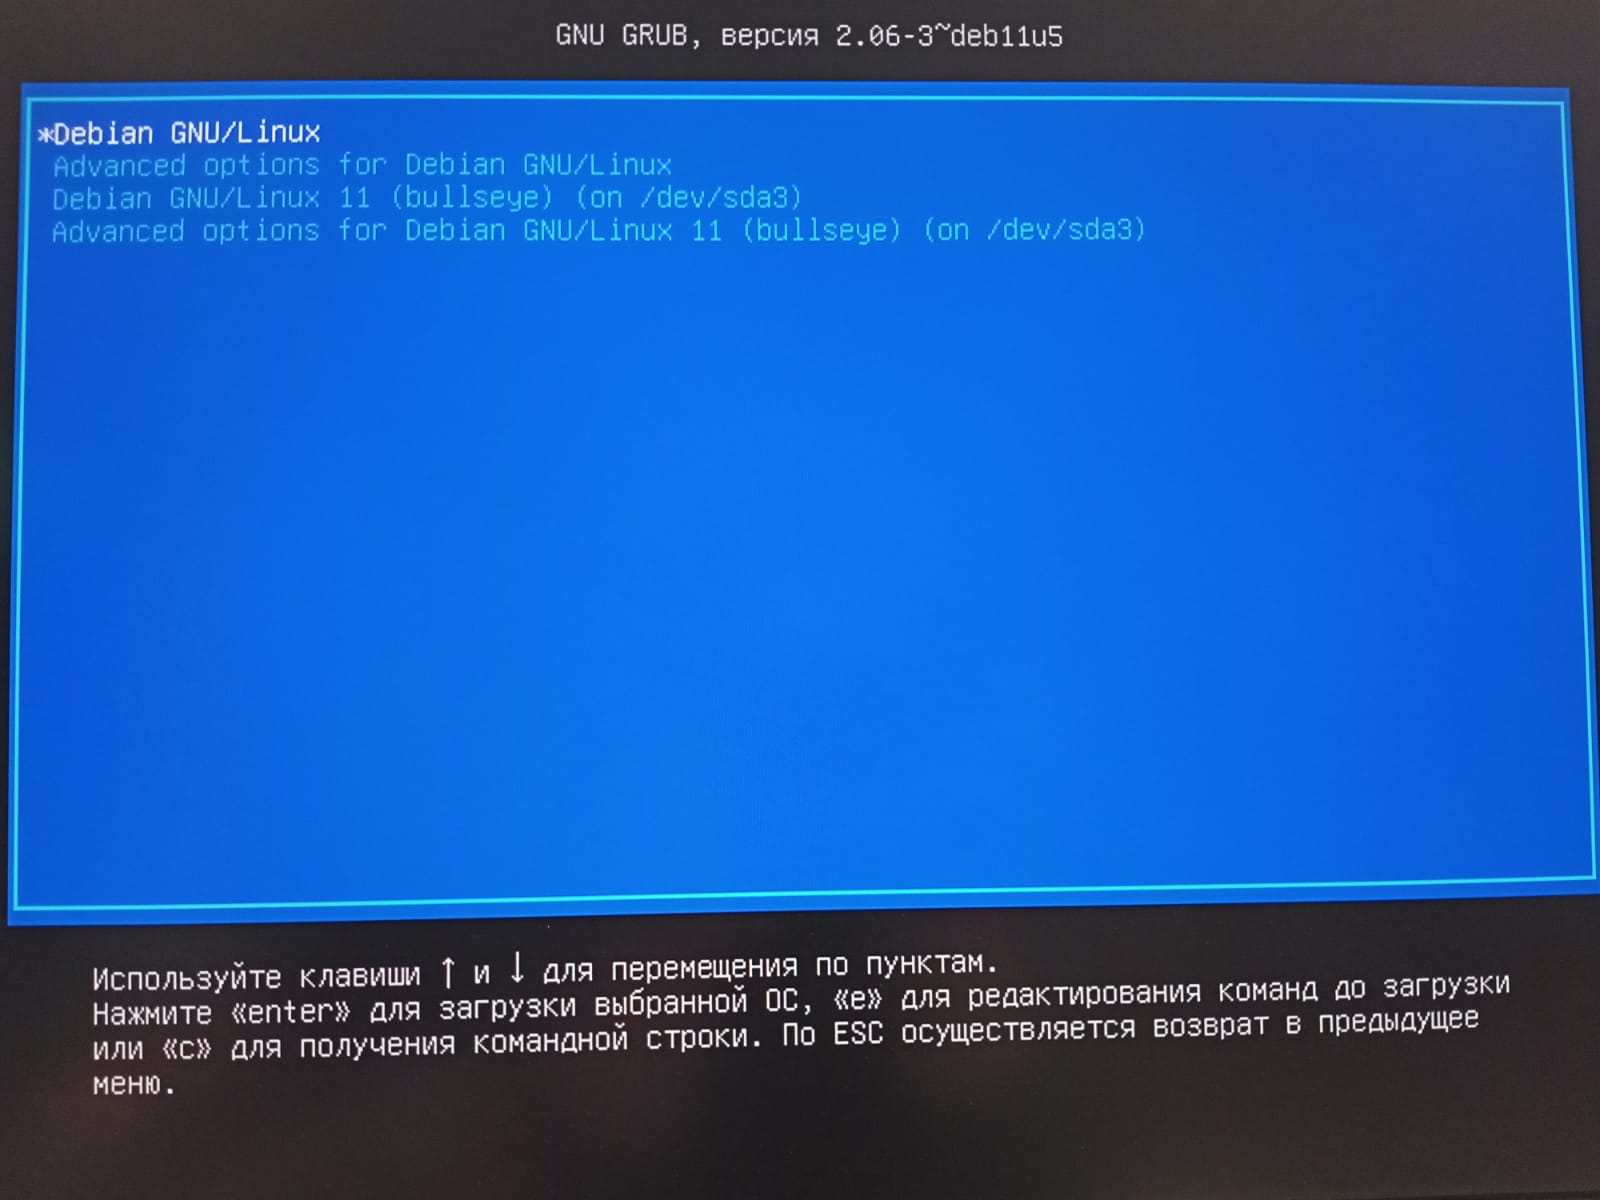 GNU GRUB, версия 2.06-3~deb11u5
*Debian GNU/Linux
Advanced options for Debian GNU/Linux
Debian GNU/Linux 11 (bullseye) (on /dev/sda3)
Advanced options for Debian GNU/Linux 11 (bullseye) (on /dev/sda3)
Используйте клавиши ↑ и ↓ для перемещения по пунктам.
Нажмите «enter» для загрузки выбранной ОС, «e» для редактирования команд до загрузки
или «c» для получения командной строки. По ESC осуществляется возврат в предыдущее
меню.